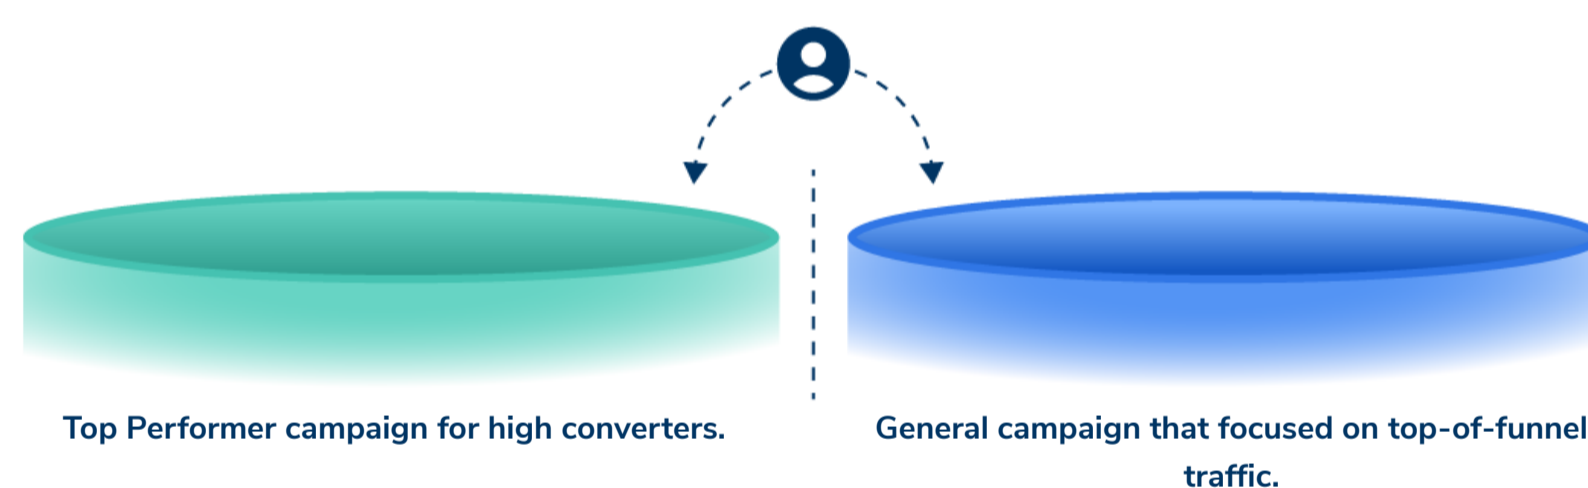 Top Performer campaign for high converters.
General campaign that focused on top-of-funnel
traffic.